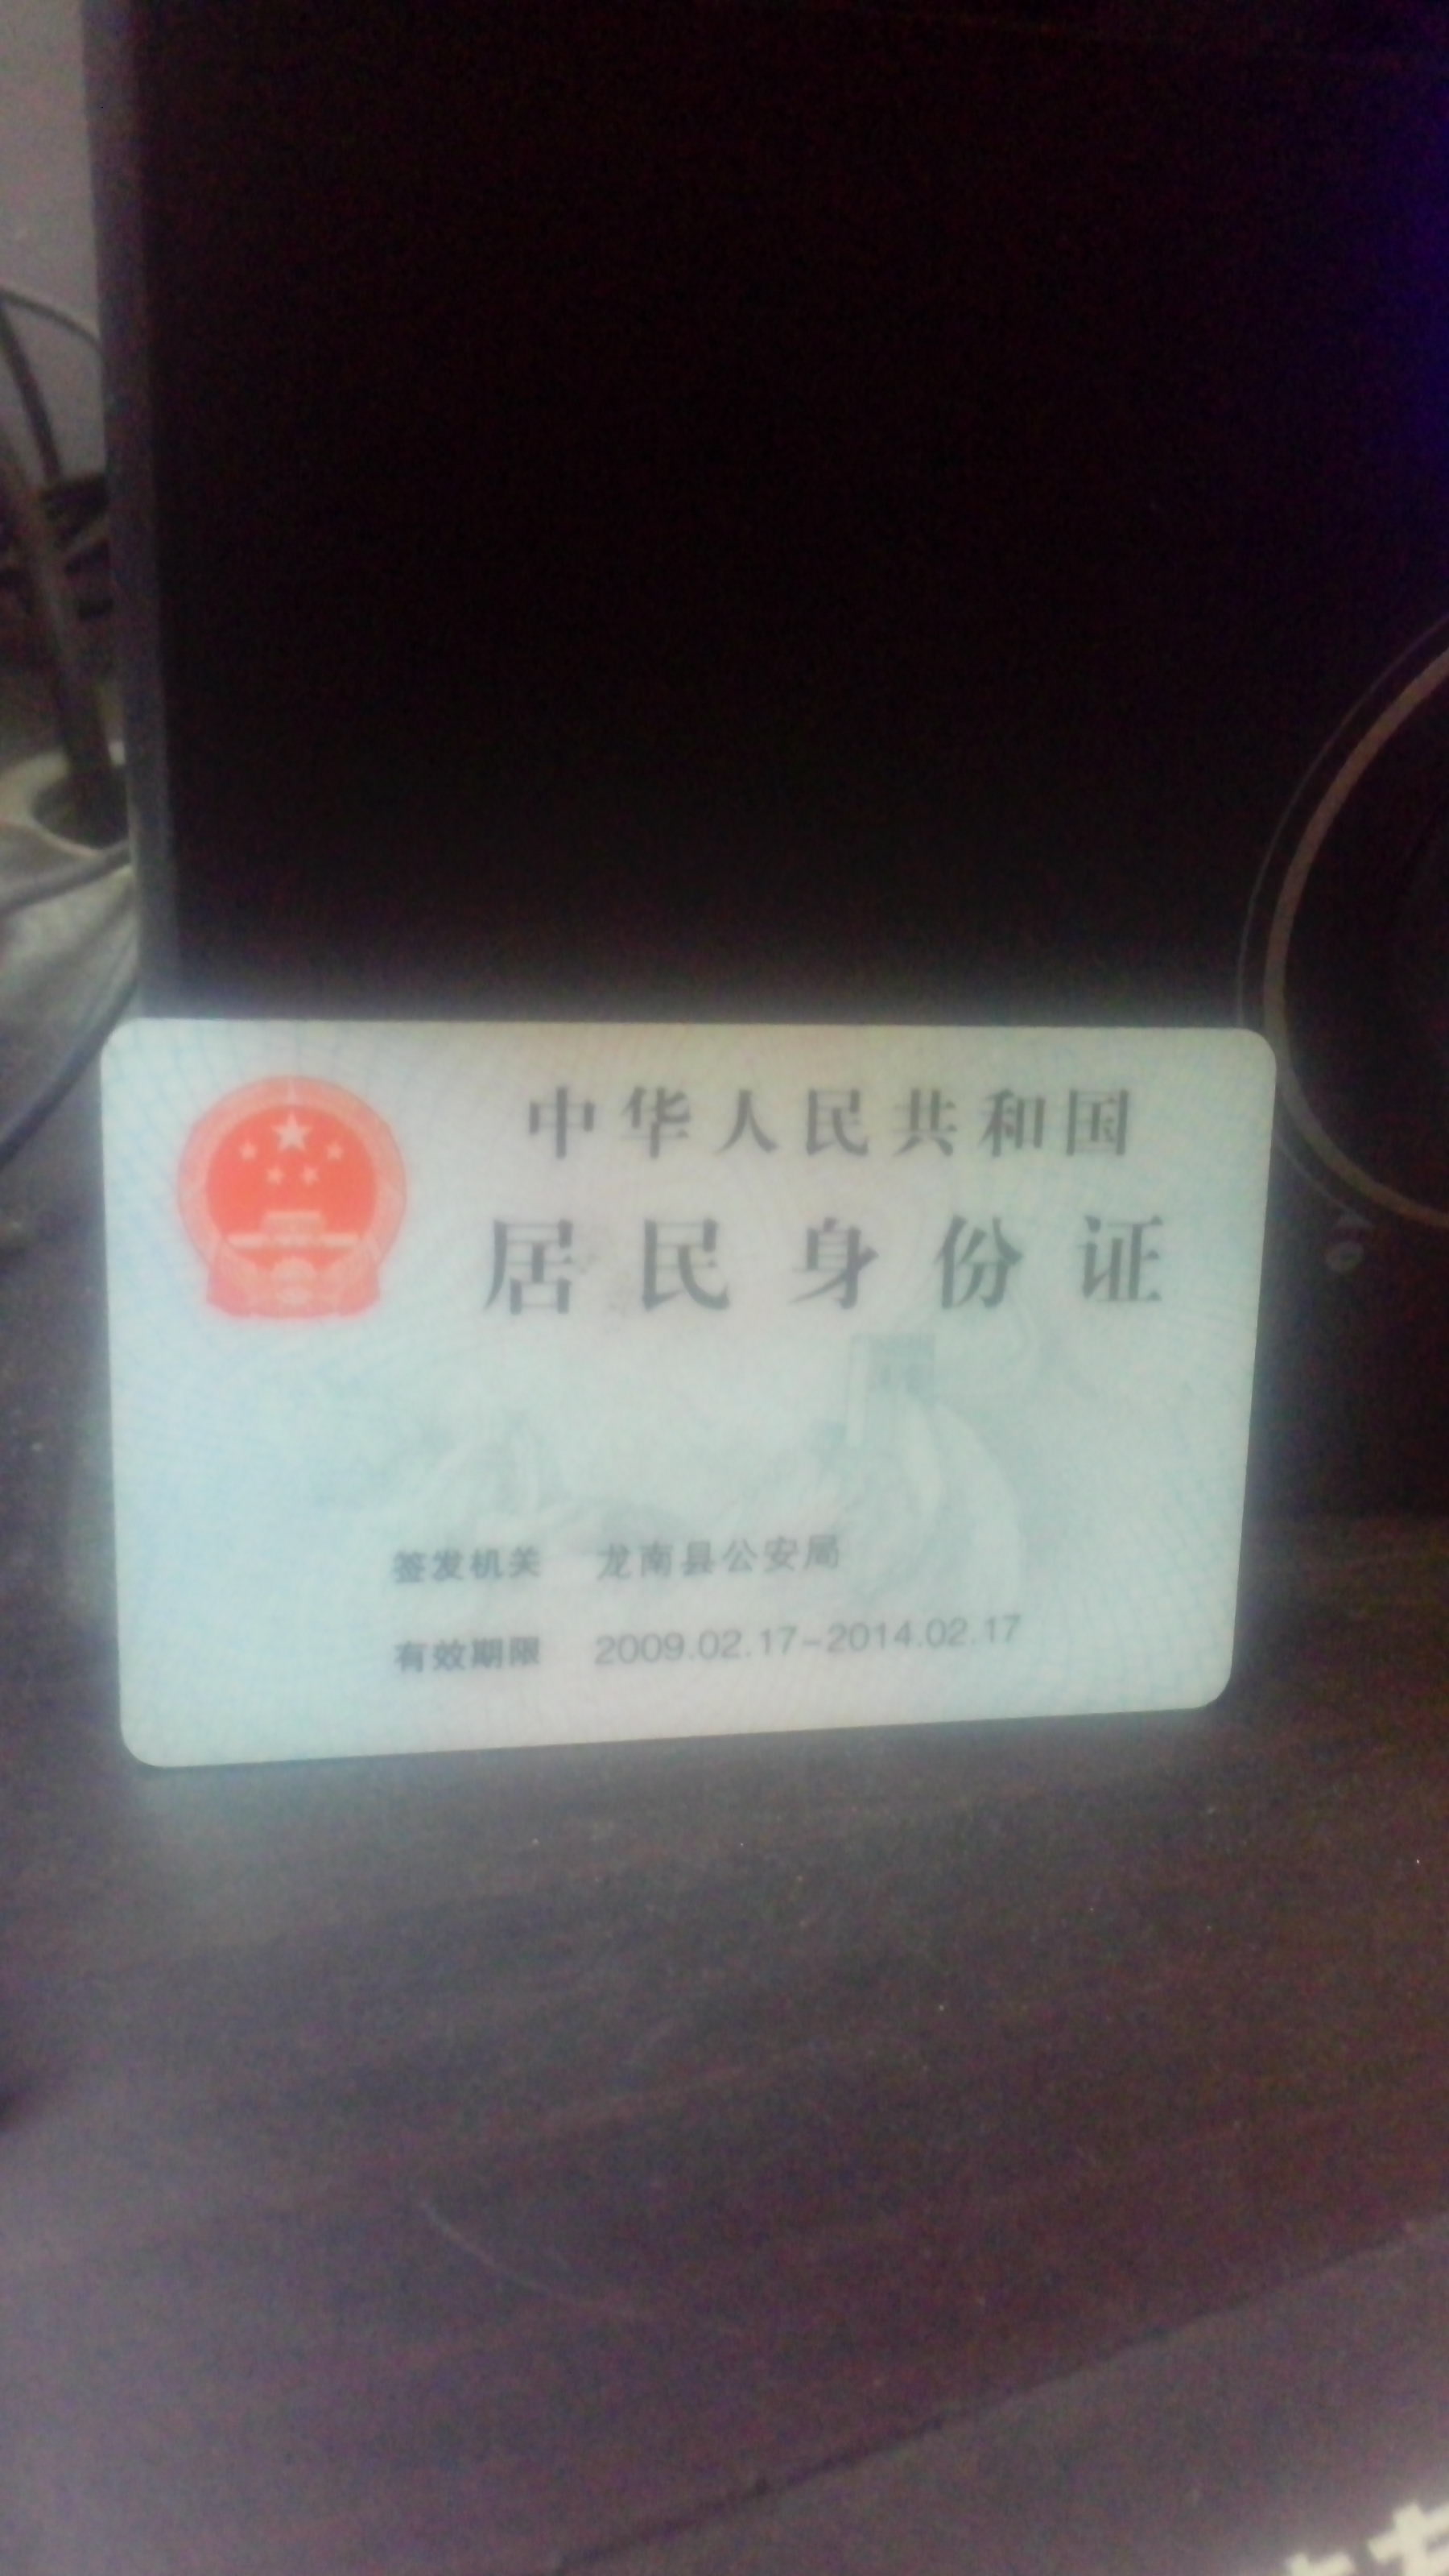 中华人民共和国
居民身份证
签发机关 龙南县公安局
有效期限 2009.02.17-2014.02.17